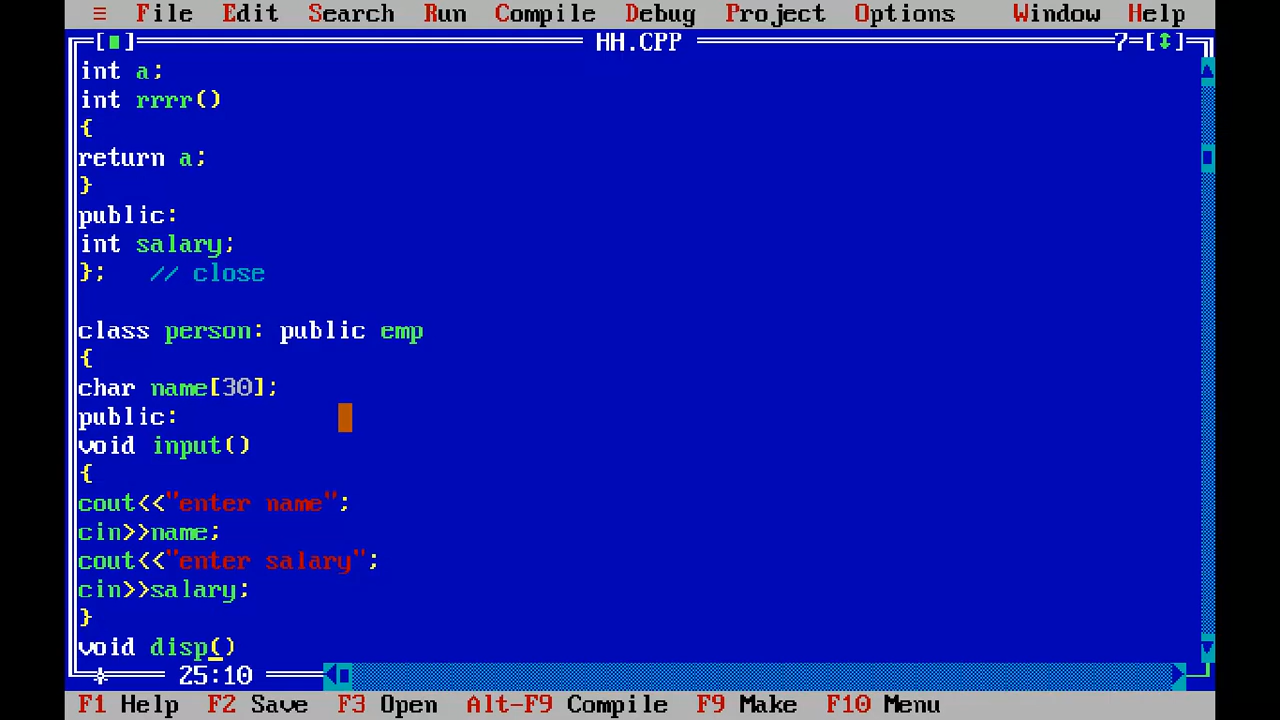 ≡ File Edit Search Run Compile Debug Project Options Window Help
[■] HH.CPP 7=[↕]
int a;
int rrrr()
{
return a;
}
public:
int salary;
};   // close
class person: public emp
{
char name[30];
public:
void input()
{
cout<<"enter name";
cin>>name;
cout<<"enter salary";
cin>>salary;
}
void disp()
25:10
F1 Help F2 Save F3 Open Alt-F9 Compile F9 Make F10 Menu